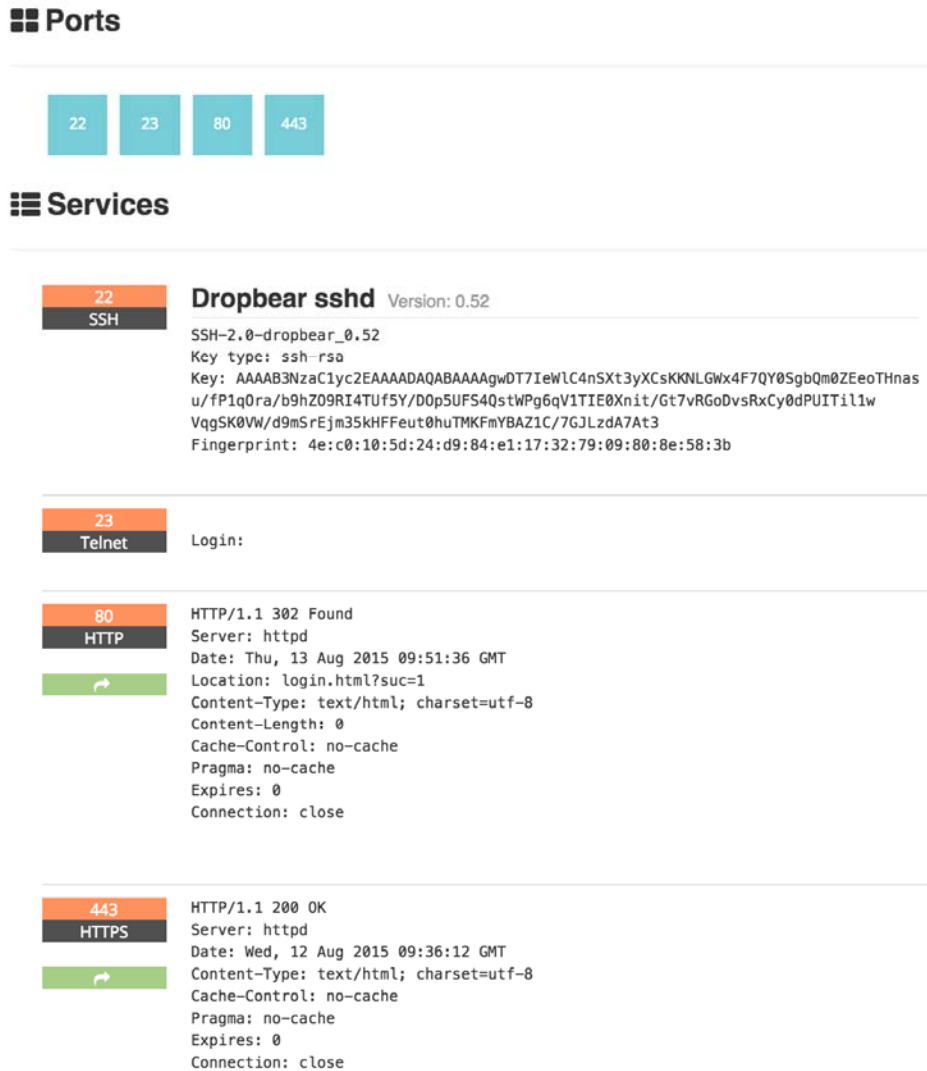 Ports
22 23 80 443
Services
22
SSH
Dropbear sshd Version: 0.52
SSH-2.0-dropbear_0.52
Key type: ssh-rsa
Key: AAAAB3NzaC1yc2EAAAADAQABAAAAgwDT7IeWlC4nSXt3yXCsKKNLGWx4F7QY0SgbQm0ZEeoTHnas
u/fP1qOra/b9hZO9RI4TUf5Y/DOp5UFS4QstWPg6qV1TIE0Xnit/Gt7vRGoDvsRxCy0dPUITil1w
VqgSK0VW/d9mSrEjm35kHFFeut0huTMKFmYBAZ1C/7GJLzdA7At3
Fingerprint: 4e:c0:10:5d:24:d9:84:e1:17:32:79:09:80:8e:58:3b
23
Telnet
Login:
80
HTTP
HTTP/1.1 302 Found
Server: httpd
Date: Thu, 13 Aug 2015 09:51:36 GMT
Location: login.html?suc=1
Content-Type: text/html; charset=utf-8
Content-Length: 0
Cache-Control: no-cache
Pragma: no-cache
Expires: 0
Connection: close
443
HTTPS
HTTP/1.1 200 OK
Server: httpd
Date: Wed, 12 Aug 2015 09:36:12 GMT
Content-Type: text/html; charset=utf-8
Cache-Control: no-cache
Pragma: no-cache
Expires: 0
Connection: close